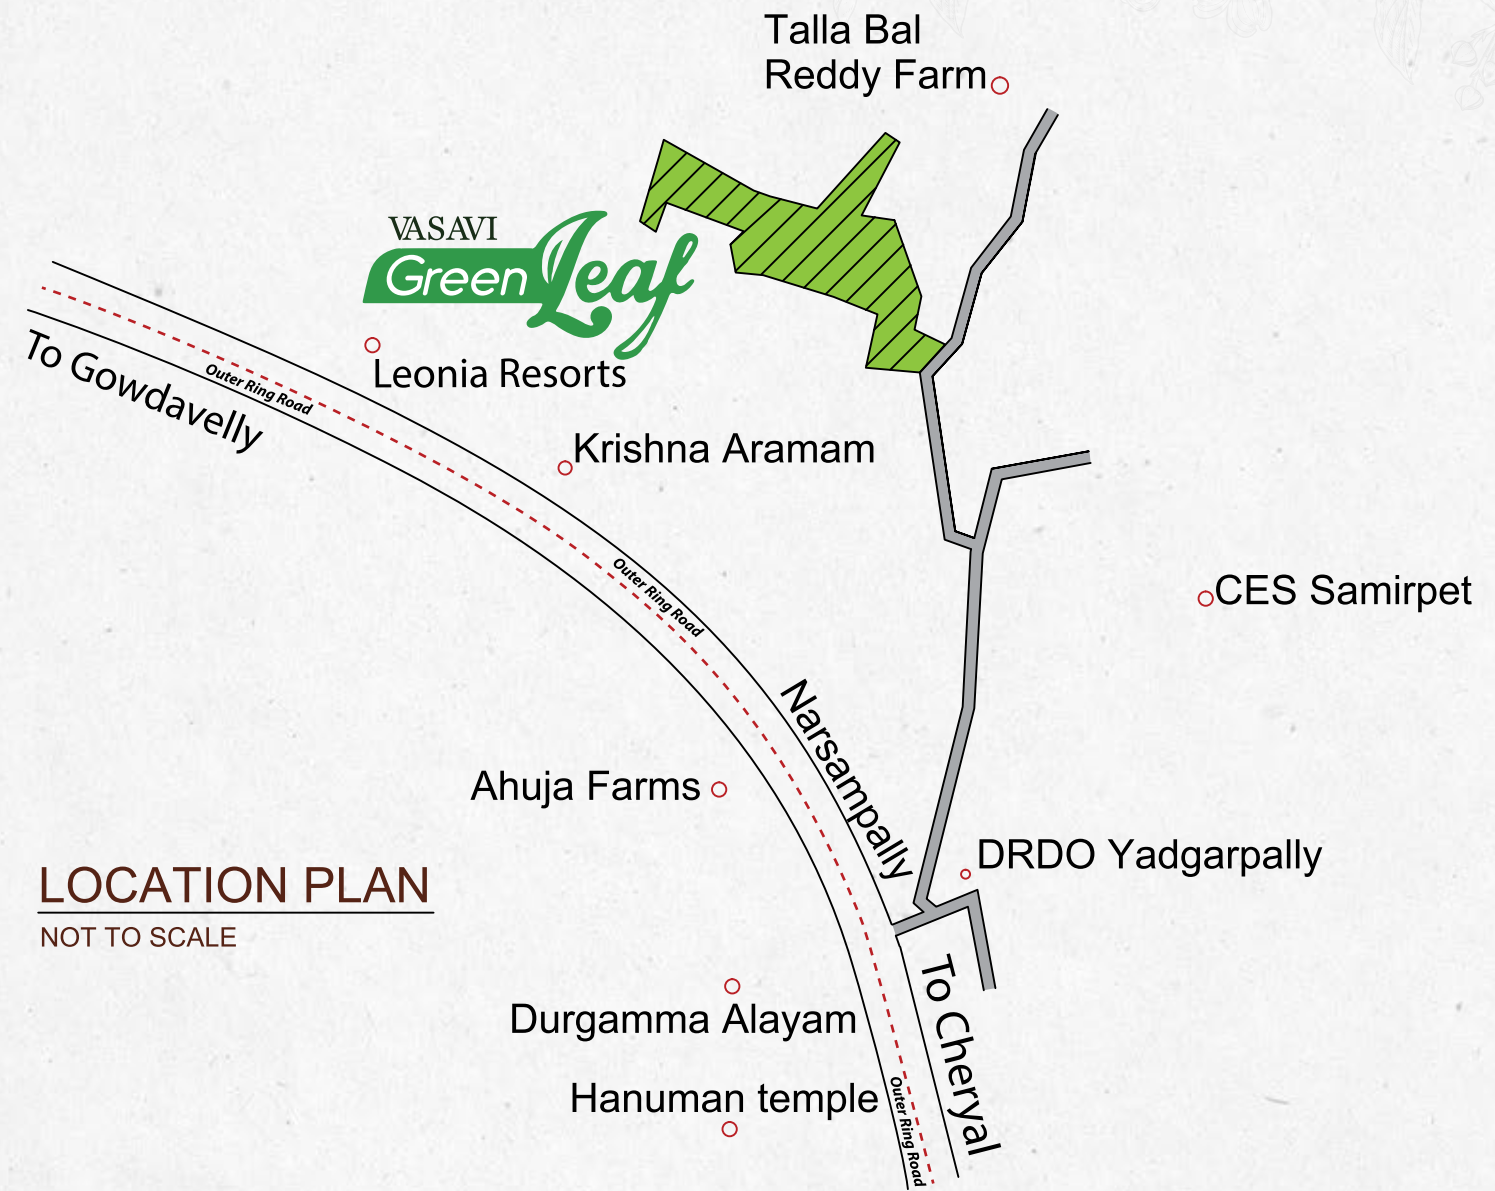 Talla Bal
Reddy Farm
VASAVI
Green Leaf
Leonia Resorts
To Gowdavelly
Outer Ring Road
Krishna Aramam
Outer Ring Road
CES Samirpet
Narsampally
Ahuja Farms
DRDO Yadgarpally
LOCATION PLAN
NOT TO SCALE
To Cheryal
Durgamma Alayam
Hanuman temple
Outer Ring Road